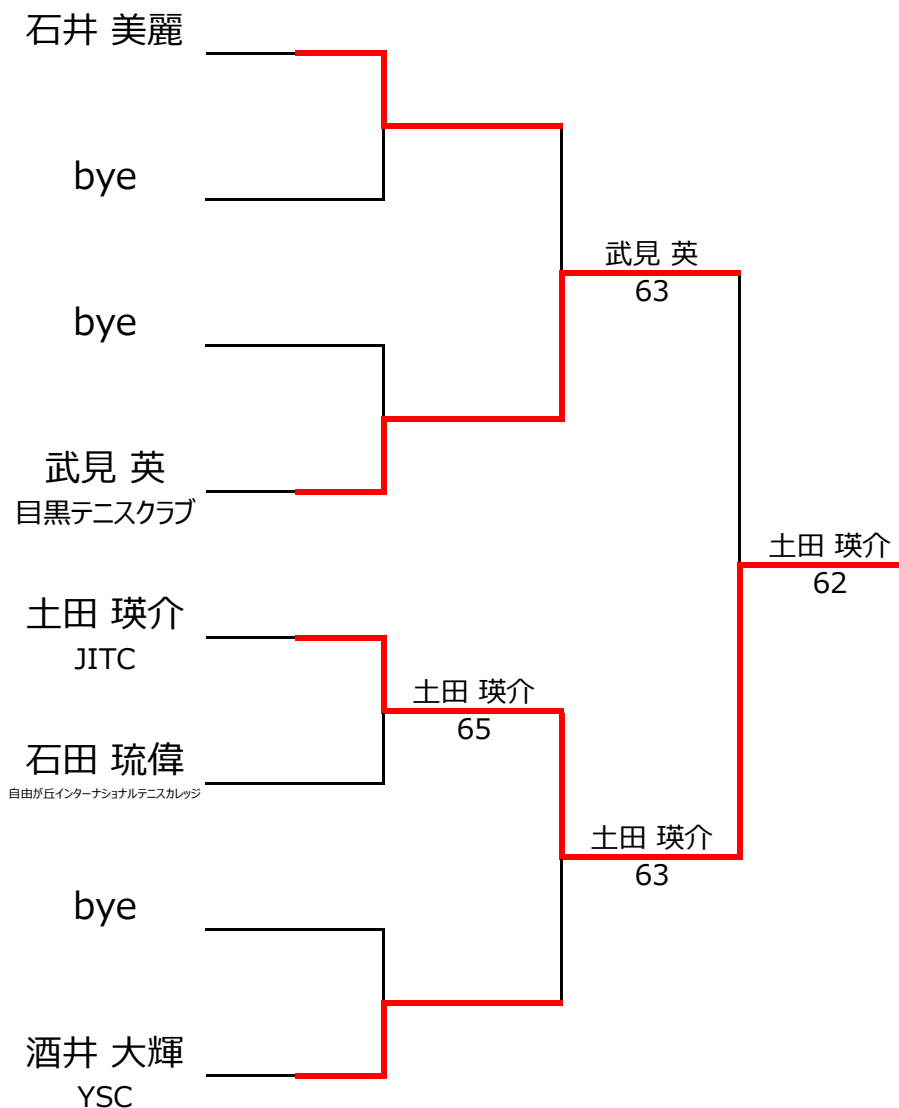 石井 美麗
bye
bye
武見 英
目黒テニスクラブ
土田 瑛介
JITC
石田 琉偉
自由が丘インターナショナルテニスカレッジ
bye
酒井 大輝
YSC
土田 瑛介
65
武見 英
63
土田 瑛介
63
土田 瑛介
62